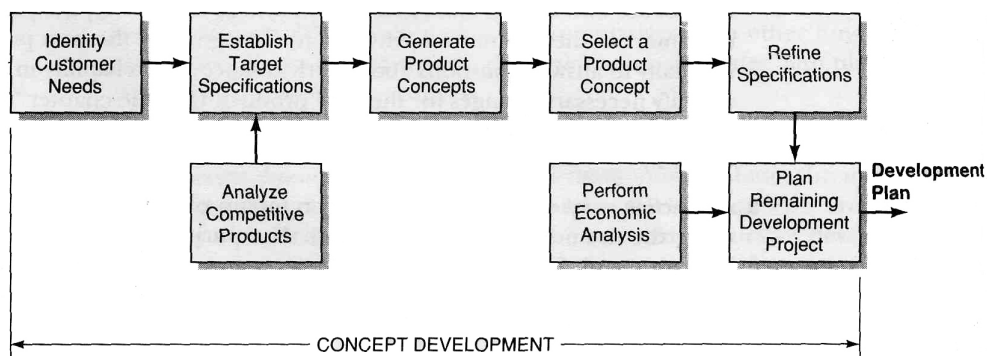 Identify
Customer
Needs
Establish
Target
Specifications
Generate
Product
Concepts
Select a
Product
Concept
Refine
Specifications
Analyze
Competitive
Products
Perform
Economic
Analysis
Plan
Remaining
Development
Project
Development
Plan
CONCEPT DEVELOPMENT